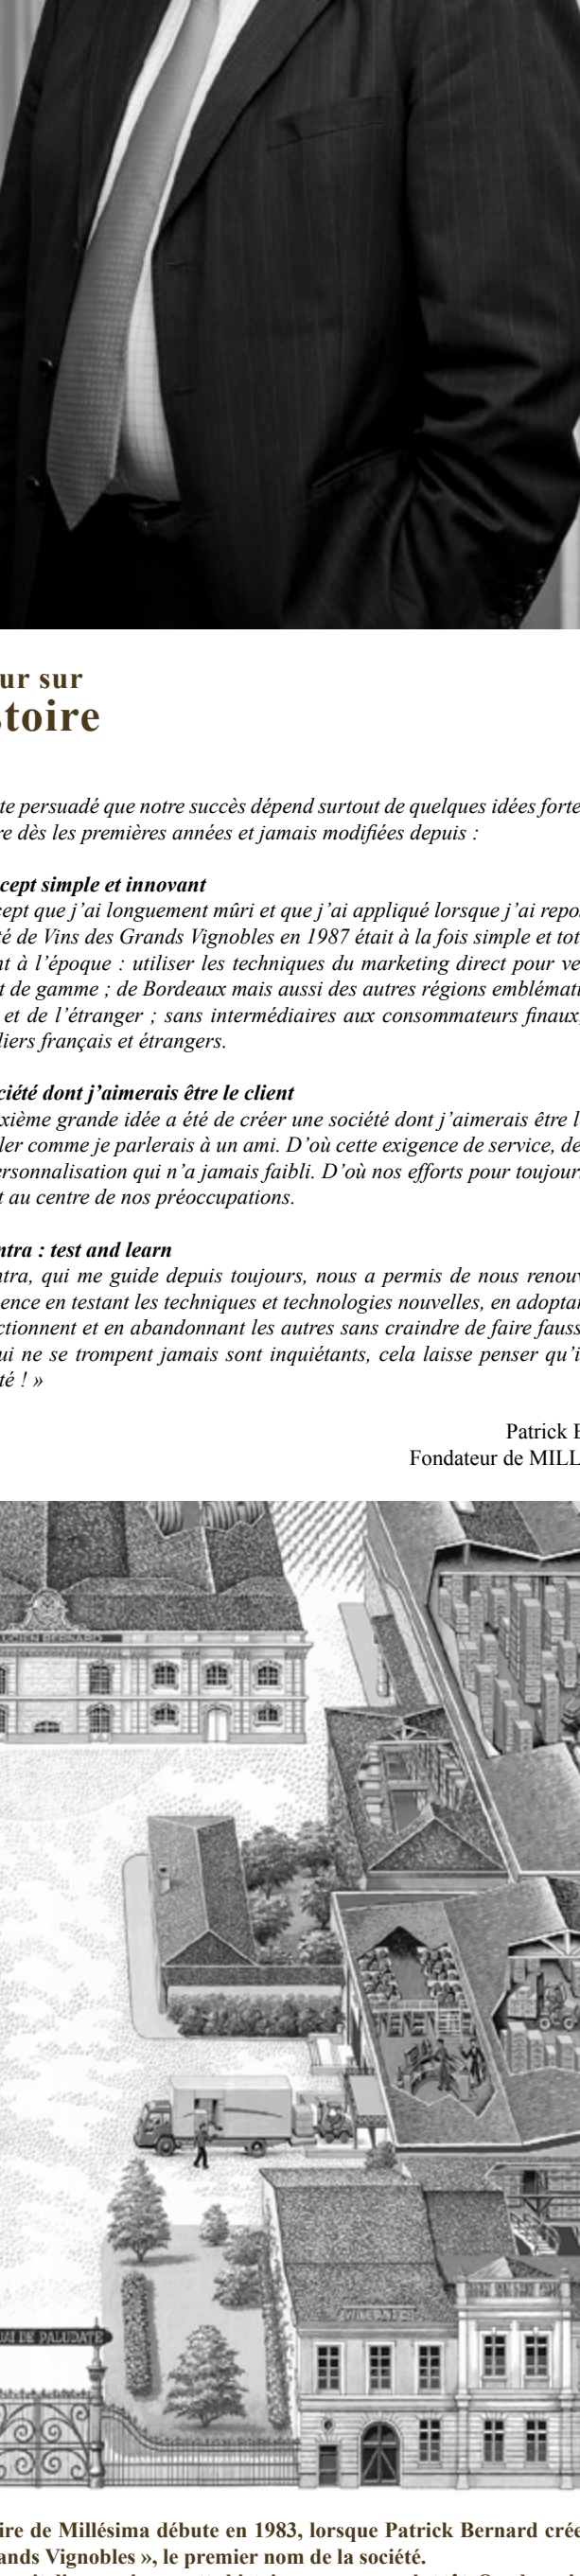 ur sur
stoire
te persuadé que notre succès dépend surtout de quelques idées forte
re dès les premières années et jamais modifiées depuis :
cept simple et innovant
cept que j’ai longuement mûri et que j’ai appliqué lorsque j’ai repo
té de Vins des Grands Vignobles en 1987 était à la fois simple et tot
nt à l’époque : utiliser les techniques du marketing direct pour ve
t de gamme ; de Bordeaux mais aussi des autres régions emblémati
et de l’étranger ; sans intermédiaires aux consommateurs finaux,
liers français et étrangers.
ciété dont j’aimerais être le client
xième grande idée a été de créer une société dont j’aimerais être l
ler comme je parlerais à un ami. D’où cette exigence de service, de
ersonnalisation qui n’a jamais faibli. D’où nos efforts pour toujour
t au centre de nos préoccupations.
ntra : test and learn
ntra, qui me guide depuis toujours, nous a permis de nous renouv
ence en testant les techniques et technologies nouvelles, en adoptan
ctionnent et en abandonnant les autres sans craindre de faire fauss
ui ne se trompent jamais sont inquiétants, cela laisse penser qu’i
té ! »
Patrick B
Fondateur de MILL
UCIEN BERNARD
AI DE PALUDATE
ire de Millésima débute en 1983, lorsque Patrick Bernard crée
ands Vignobles », le premier nom de la société.